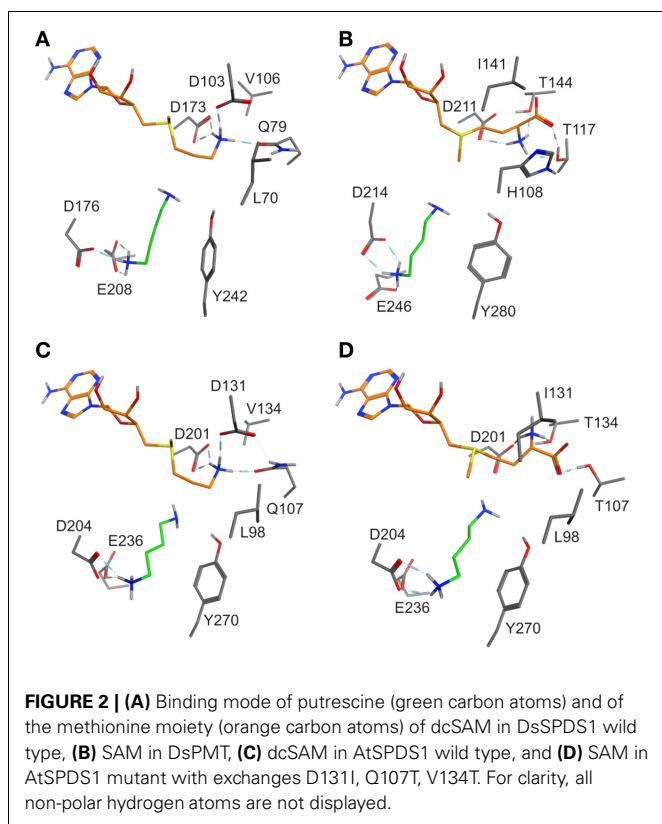 A
B
D103
V106
D173
Q79
L70
D176
E208
Y242
I141
T144
D211
T117
H108
D214
E246
Y280
C
D
D131
V134
D201
Q107
L98
D204
E236
Y270
I131
T134
D201
T107
L98
D204
E236
Y270
FIGURE 2 | (A) Binding mode of putrescine (green carbon atoms) and of
the methionine moiety (orange carbon atoms) of dcSAM in DsSPDS1 wild
type, (B) SAM in DsPMT, (C) dcSAM in AtSPDS1 wild type, and (D) SAM in
AtSPDS1 mutant with exchanges D131I, Q107T, V134T. For clarity, all
non-polar hydrogen atoms are not displayed.